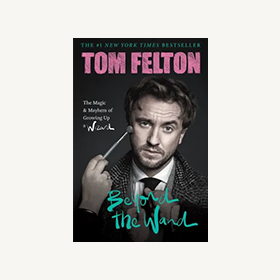 THE #1 NEW YORK TIMES BESTSELLER
TOM FELTON
The Magic
& Mayhem of
Growing Up
a Wizard
Beyond
the Wand